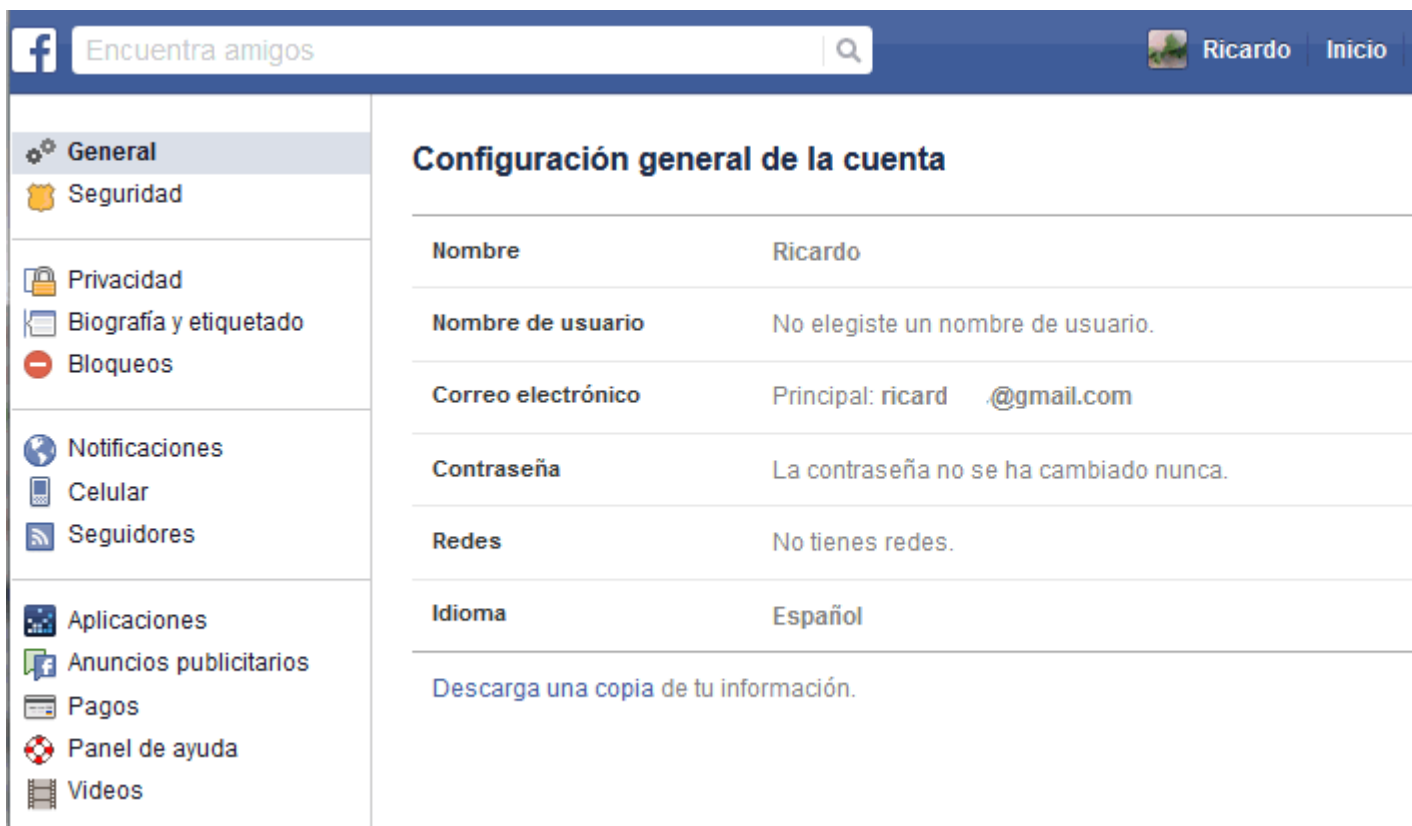 f Encuentra amigos Ricardo Inicio
General
Seguridad
Privacidad
Biografía y etiquetado
Bloqueos
Notificaciones
Celular
Seguidores
Aplicaciones
Anuncios publicitarios
Pagos
Panel de ayuda
Videos
Configuración general de la cuenta
Nombre Ricardo
Nombre de usuario No elegiste un nombre de usuario.
Correo electrónico Principal: ricard @gmail.com
Contraseña La contraseña no se ha cambiado nunca.
Redes No tienes redes.
Idioma Español
Descarga una copia de tu información.